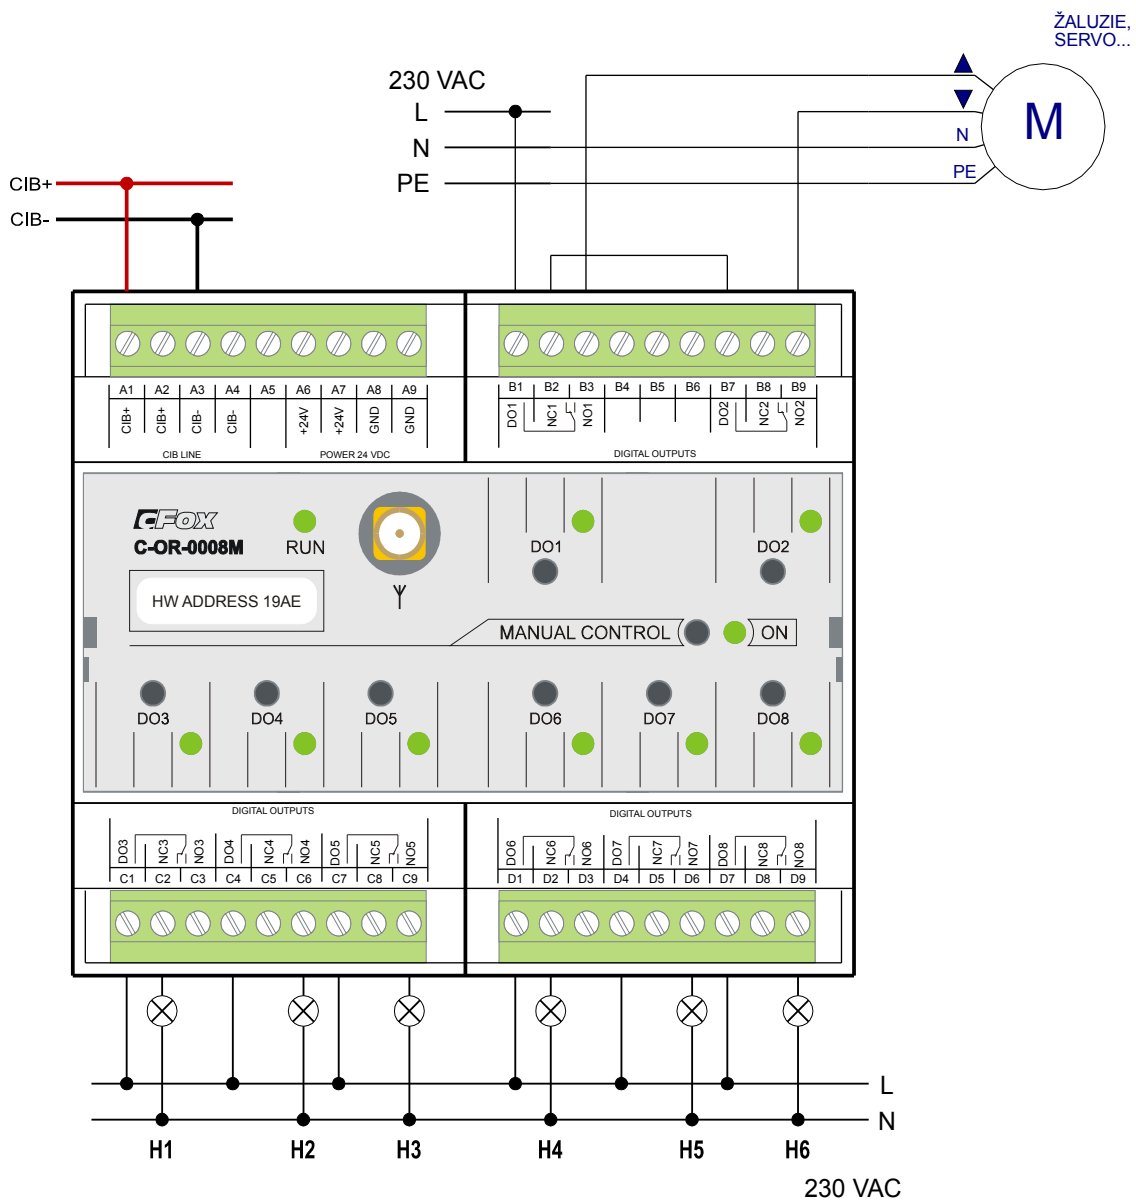 ŽALUZIE,
SERVO...
230 VAC
L
N
PE
M
N
PE
CIB+
CIB-
A1 A2 A3 A4 A5 A6 A7 A8 A9
CIB+ CIB+ CIB- CIB- +24V +24V GND GND
CIB LINE POWER 24 VDC
B1 B2 B3 B4 B5 B6 B7 B8 B9
DO1 NC1 NO1 DO2 NC2 NO2
DIGITAL OUTPUTS
CFOX
C-OR-0008M
RUN
HW ADDRESS 19AE
DO1 DO2
MANUAL CONTROL ON
DO3 DO4 DO5 DO6 DO7 DO8
DIGITAL OUTPUTS DIGITAL OUTPUTS
DO3 NC3 NO3 DO4 NC4 NO4 DO5 NC5 NO5 DO6 NC6 NO6 DO7 NC7 NO7 DO8 NC8 NO8
C1 C2 C3 C4 C5 C6 C7 C8 C9 D1 D2 D3 D4 D5 D6 D7 D8 D9
L
N
H1 H2 H3 H4 H5 H6
230 VAC